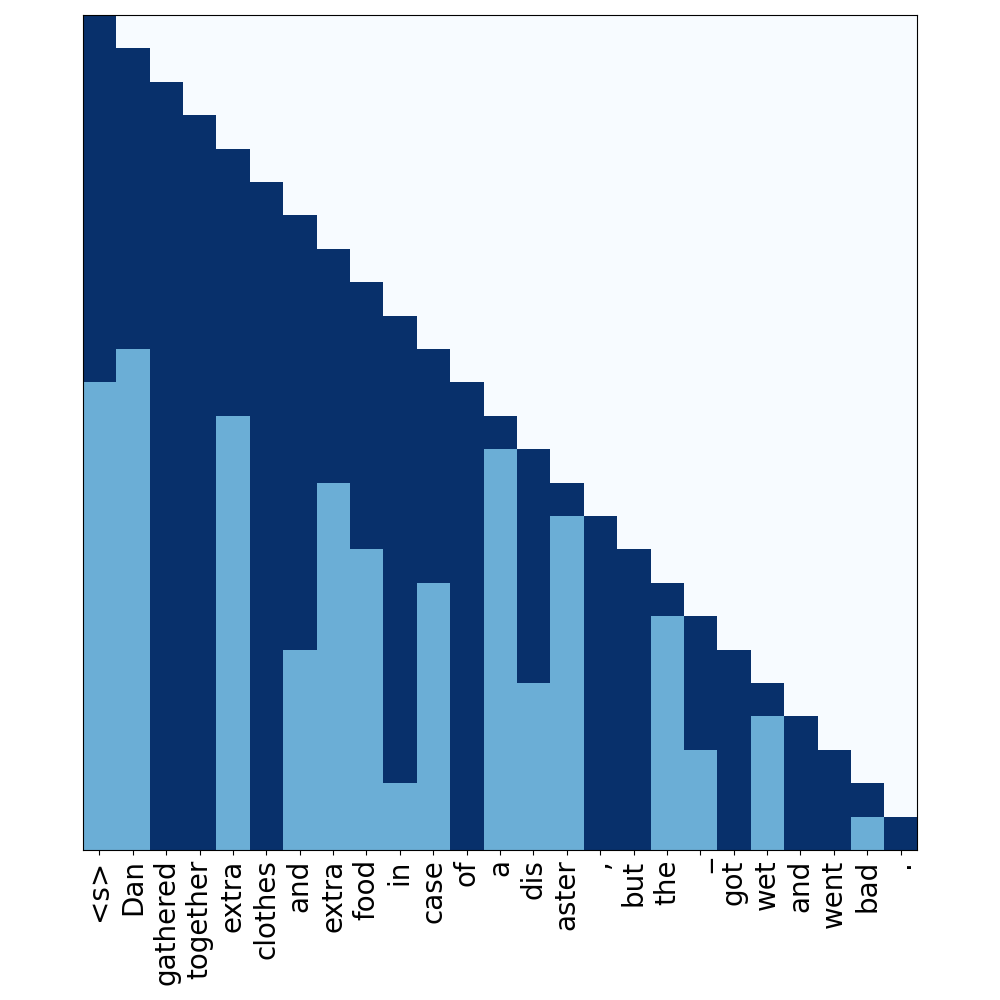 <s> Dan gathered together extra clothes and extra food in case of a dis aster , but the _ got wet and went bad .